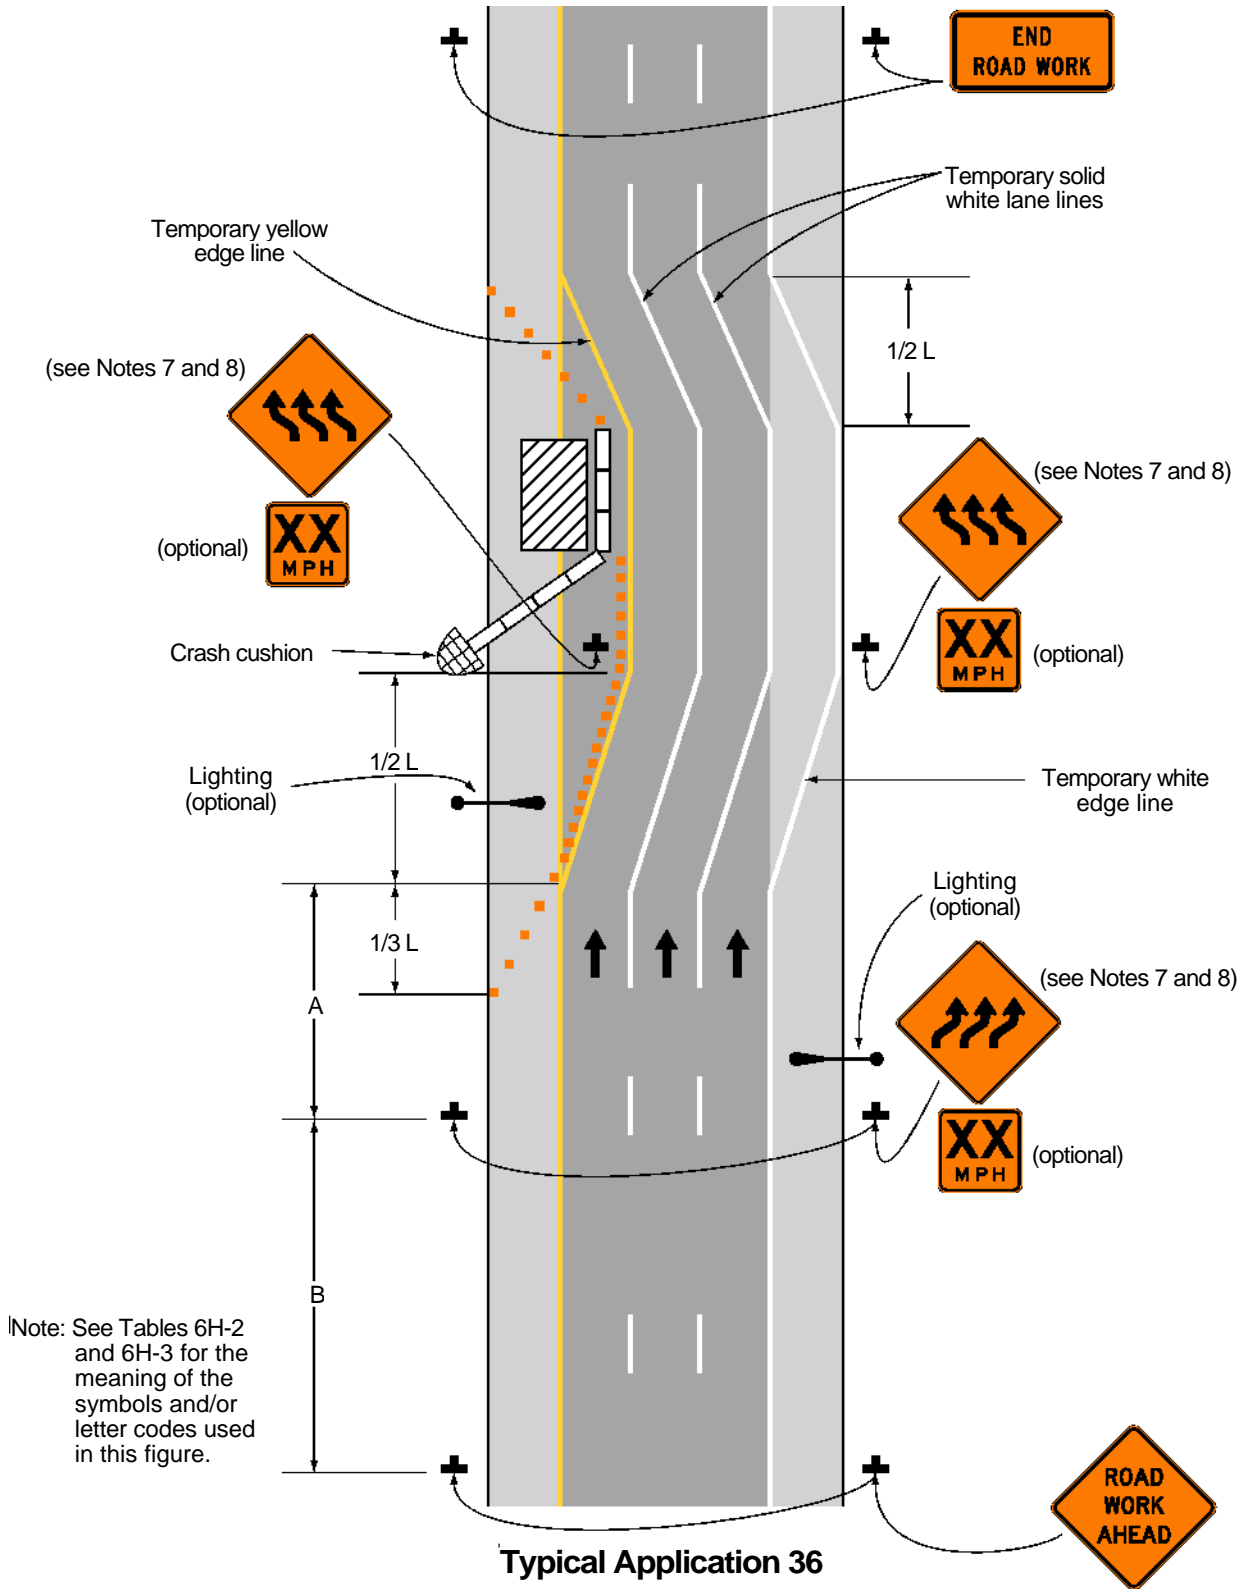 END
ROAD WORK
Temporary solid
white lane lines
Temporary yellow
edge line
1/2 L
(see Notes 7 and 8)
XX
MPH
(optional)
(see Notes 7 and 8)
XX
MPH
(optional)
Crash cushion
1/2 L
Lighting
(optional)
Temporary white
edge line
Lighting
(optional)
1/3 L
A
(see Notes 7 and 8)
XX
MPH
(optional)
B
Note: See Tables 6H-2
and 6H-3 for the
meaning of the
symbols and/or
letter codes used
in this figure.
ROAD
WORK
AHEAD
Typical Application 36